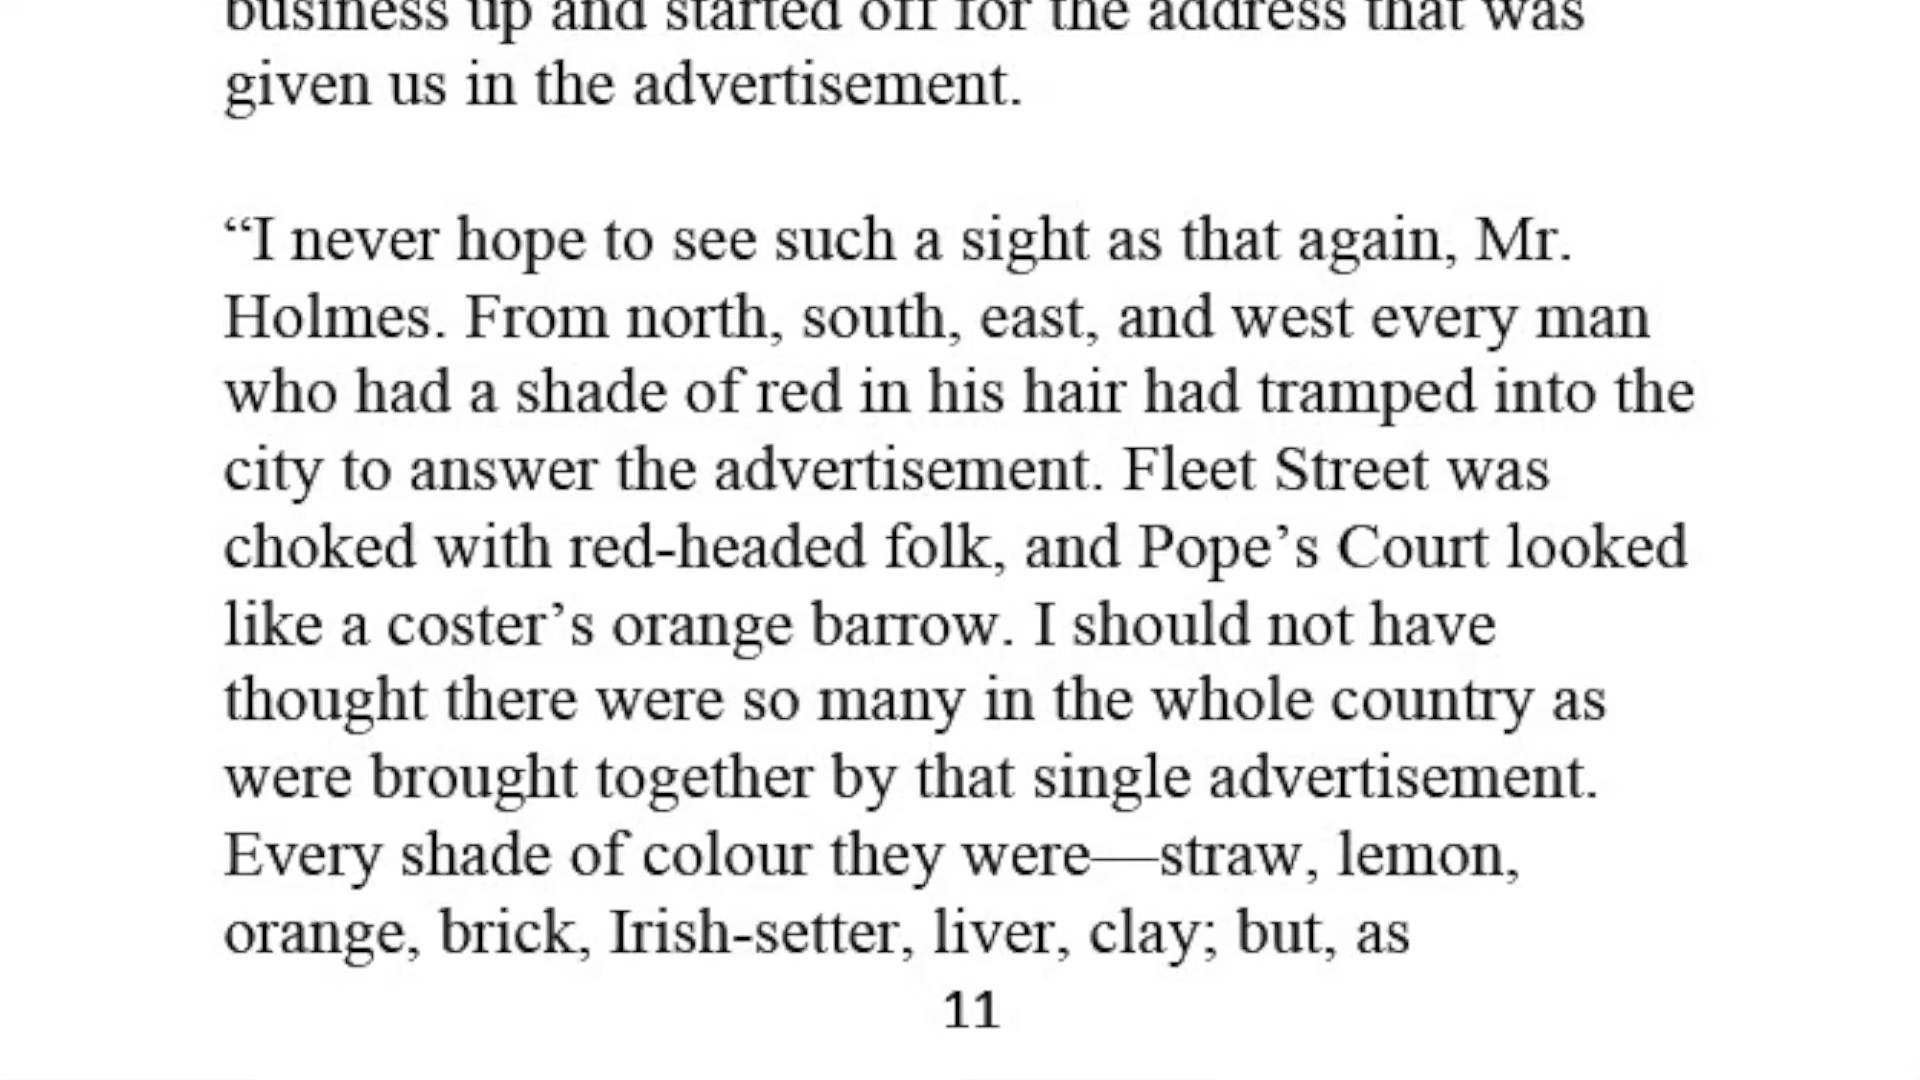 business up and started off for the address that was
given us in the advertisement.
“I never hope to see such a sight as that again, Mr.
Holmes. From north, south, east, and west every man
who had a shade of red in his hair had tramped into the
city to answer the advertisement. Fleet Street was
choked with red-headed folk, and Pope’s Court looked
like a coster’s orange barrow. I should not have
thought there were so many in the whole country as
were brought together by that single advertisement.
Every shade of colour they were—straw, lemon,
orange, brick, Irish-setter, liver, clay; but, as
11